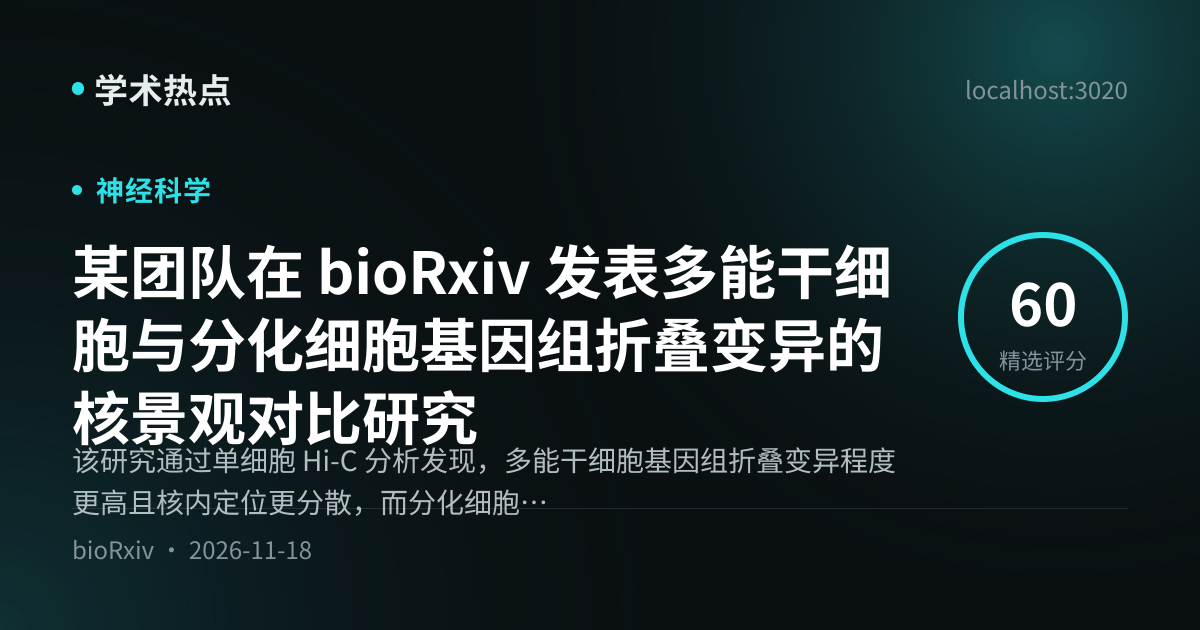 学术热点
localhost:3020
神经科学
某团队在 bioRxiv 发表多能干细
胞与分化细胞基因组折叠变异的
核景观对比研究
60
精选评分
该研究通过单细胞 Hi-C 分析发现，多能干细胞基因组折叠变异程度
更高且核内定位更分散，而分化细胞…
bioRxiv · 2026-11-18